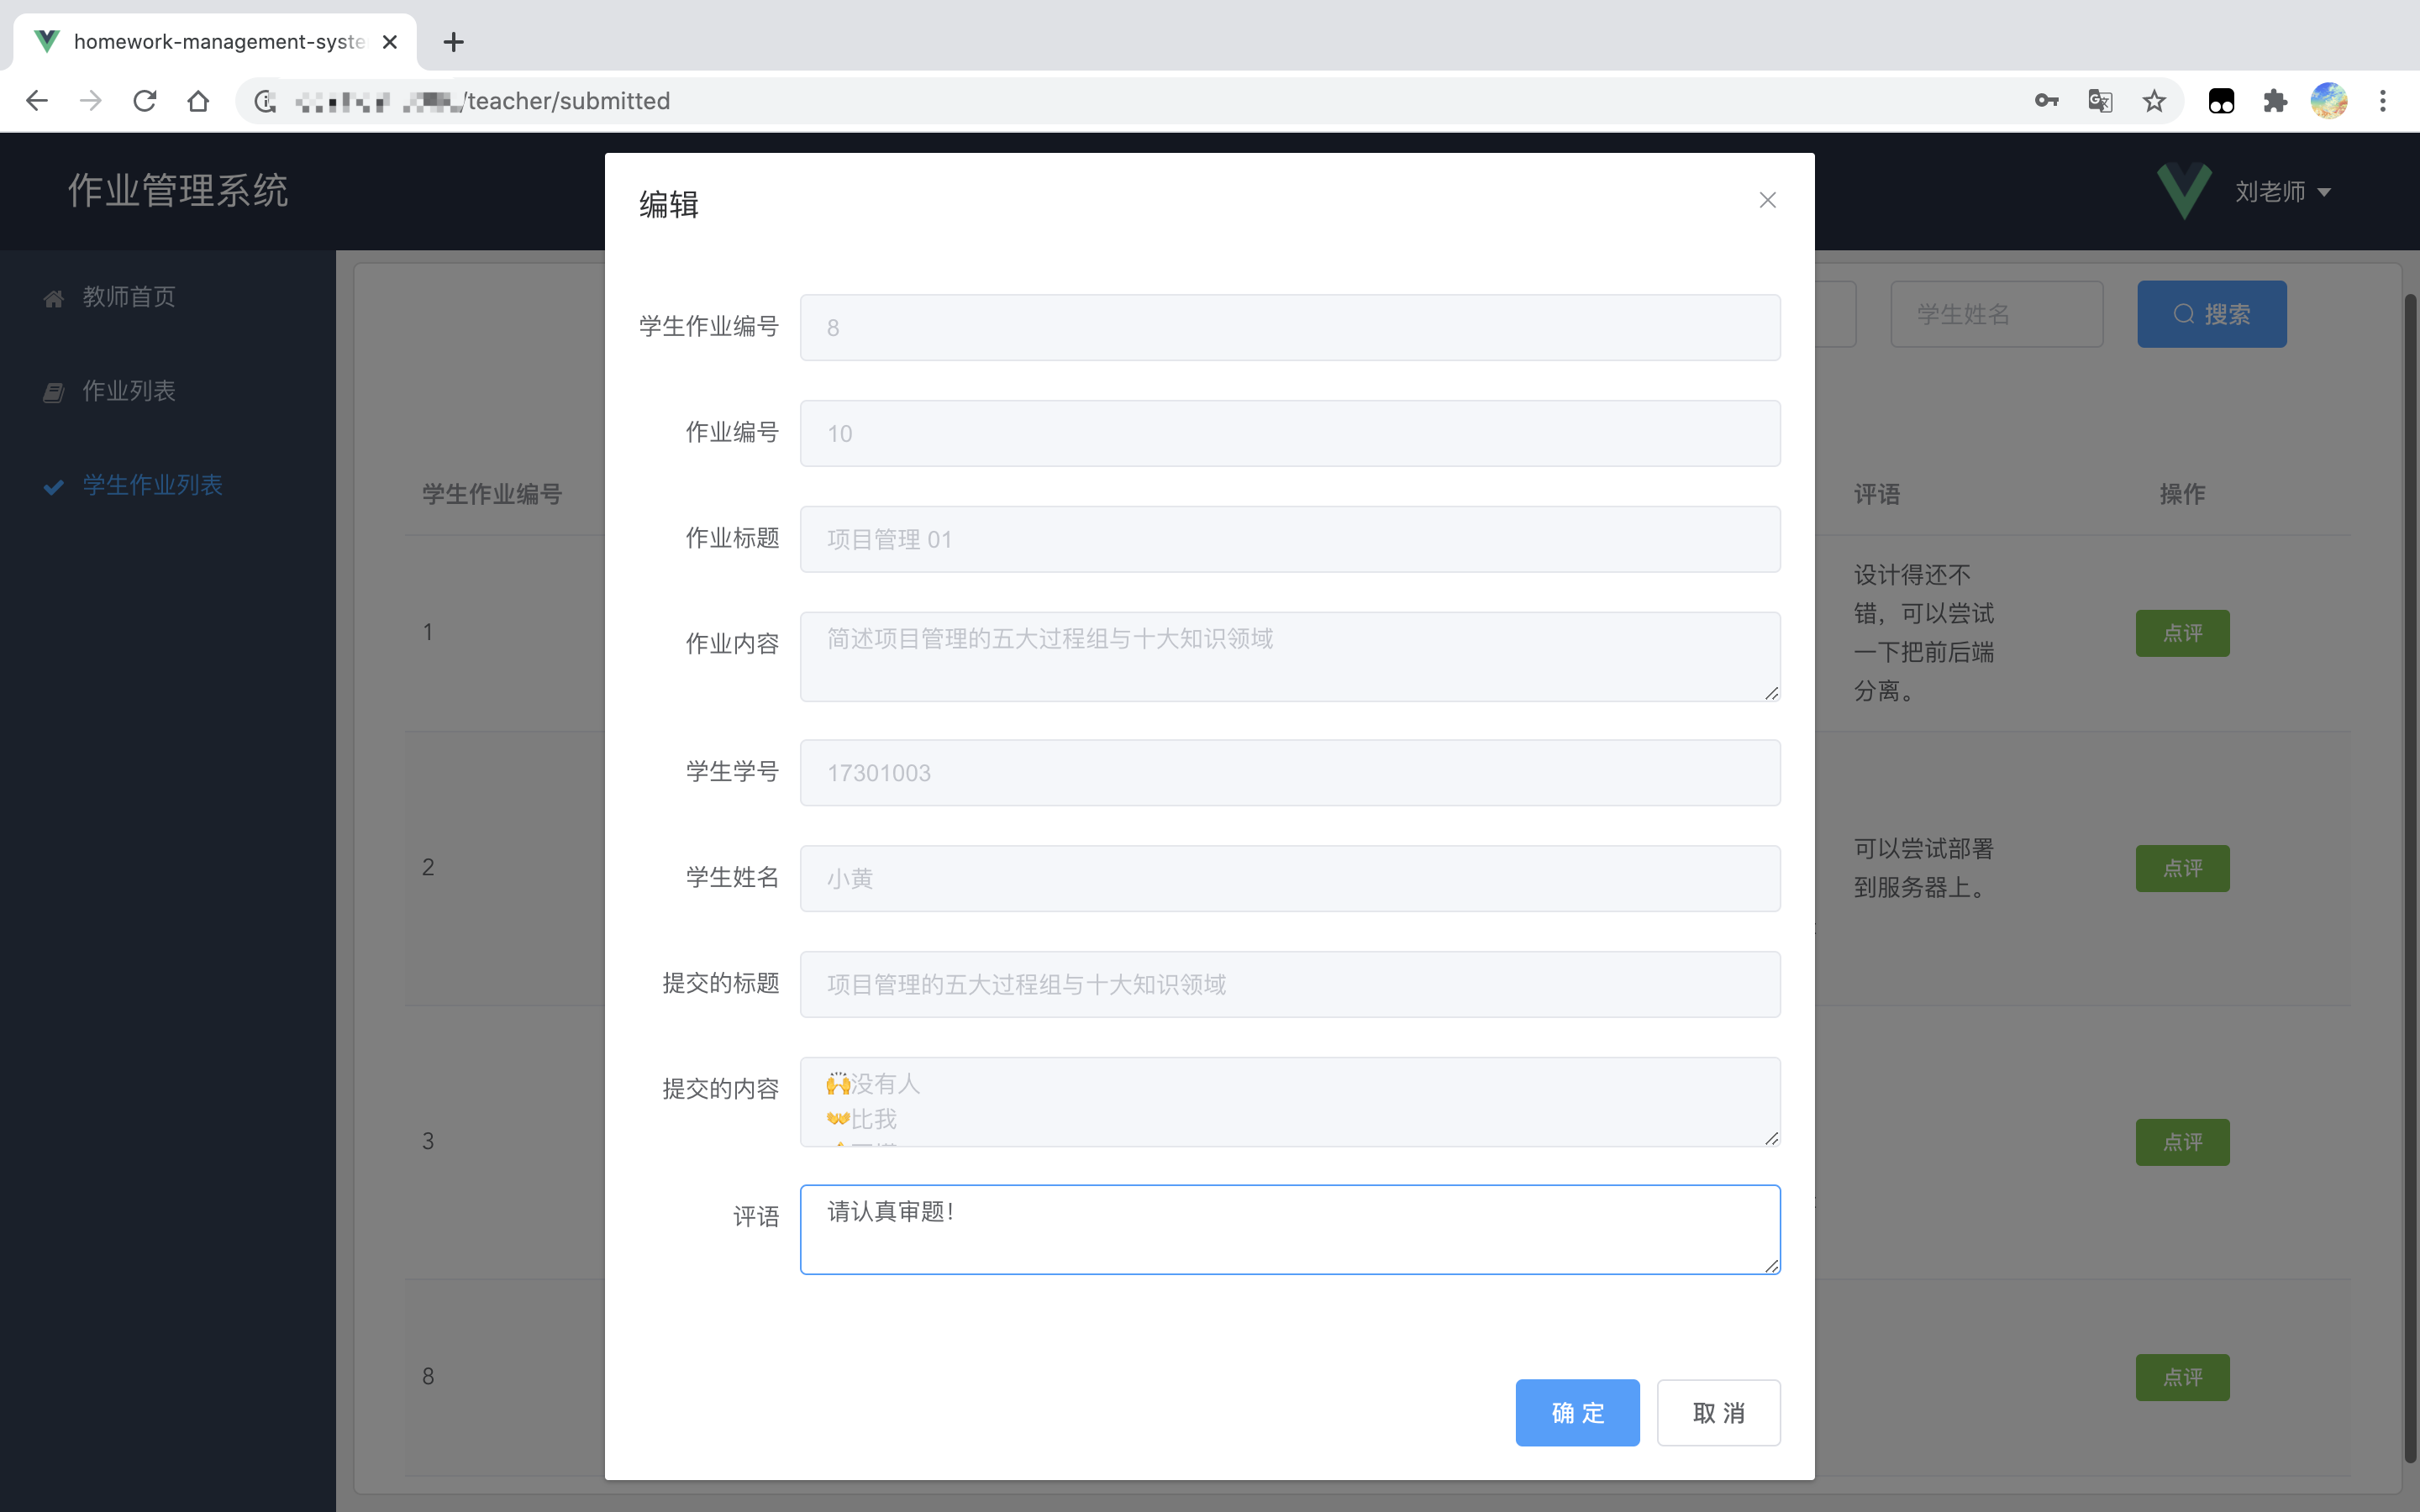 homework-management-syste
/teacher/submitted
作业管理系统
刘老师
教师首页
作业列表
学生作业列表
学生姓名
搜索
学生作业编号
评语
操作
1
设计得还不
错，可以尝试
一下把前后端
分离。
点评
2
可以尝试部署
到服务器上。
点评
3
点评
8
点评
编辑
学生作业编号
8
作业编号
10
作业标题
项目管理 01
作业内容
简述项目管理的五大过程组与十大知识领域
学生学号
17301003
学生姓名
小黄
提交的标题
项目管理的五大过程组与十大知识领域
提交的内容
🙌没有人
👐比我
评语
请认真审题！
确 定
取 消